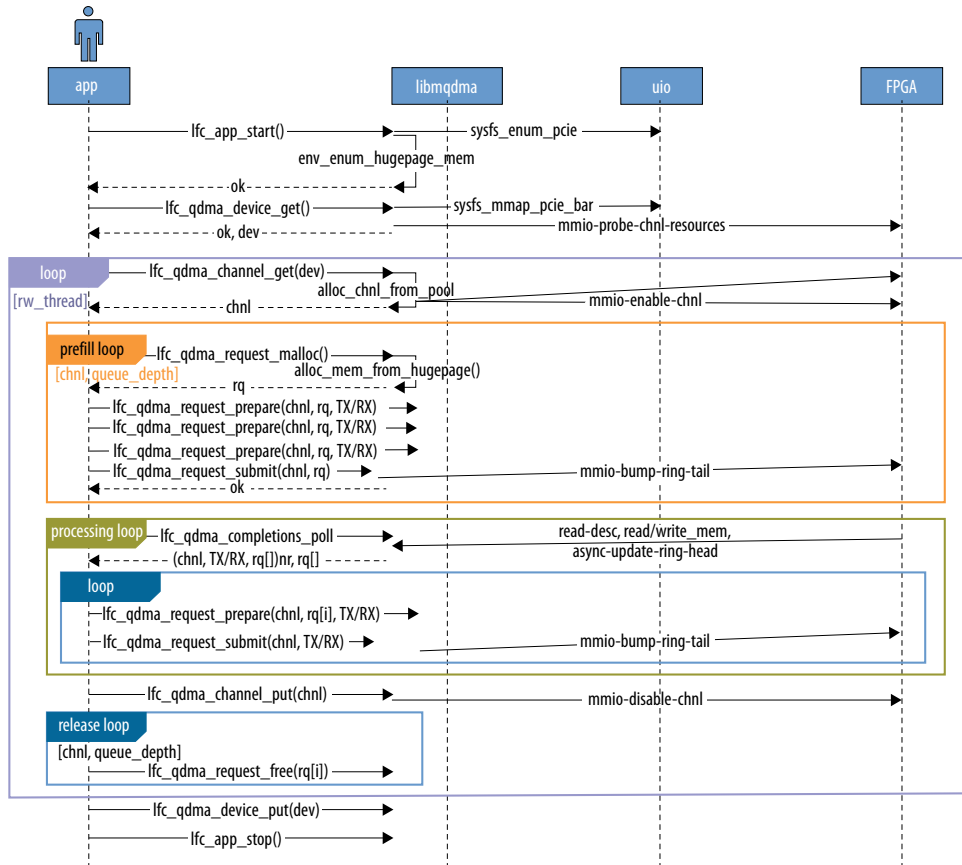 app
libmqdma
uio
FPGA
lfc_app_start()
sysfs_enum_pcie
env_enum_hugepage_mem
ok
lfc_qdma_device_get()
sysfs_mmap_pcie_bar
ok, dev
mmio-probe-chnl-resources
loop
lfc_qdma_channel_get(dev)
alloc_chnl_from_pool
[rw_thread]
chnl
mmio-enable-chnl
prefill loop
lfc_qdma_request_malloc()
[chnl, queue_depth]
alloc_mem_from_hugepage()
rq
lfc_qdma_request_prepare(chnl, rq, TX/RX)
lfc_qdma_request_prepare(chnl, rq, TX/RX)
lfc_qdma_request_prepare(chnl, rq, TX/RX)
lfc_qdma_request_submit(chnl, rq)
mmio-bump-ring-tail
ok
processing loop
lfc_qdma_completions_poll
read-desc, read/write_mem,
async-update-ring-head
(chnl, TX/RX, rq[])nr, rq[]
loop
lfc_qdma_request_prepare(chnl, rq[i], TX/RX)
lfc_qdma_request_submit(chnl, TX/RX)
mmio-bump-ring-tail
lfc_qdma_channel_put(chnl)
mmio-disable-chnl
release loop
[chnl, queue_depth]
lfc_qdma_request_free(rq[i])
lfc_qdma_device_put(dev)
lfc_app_stop()